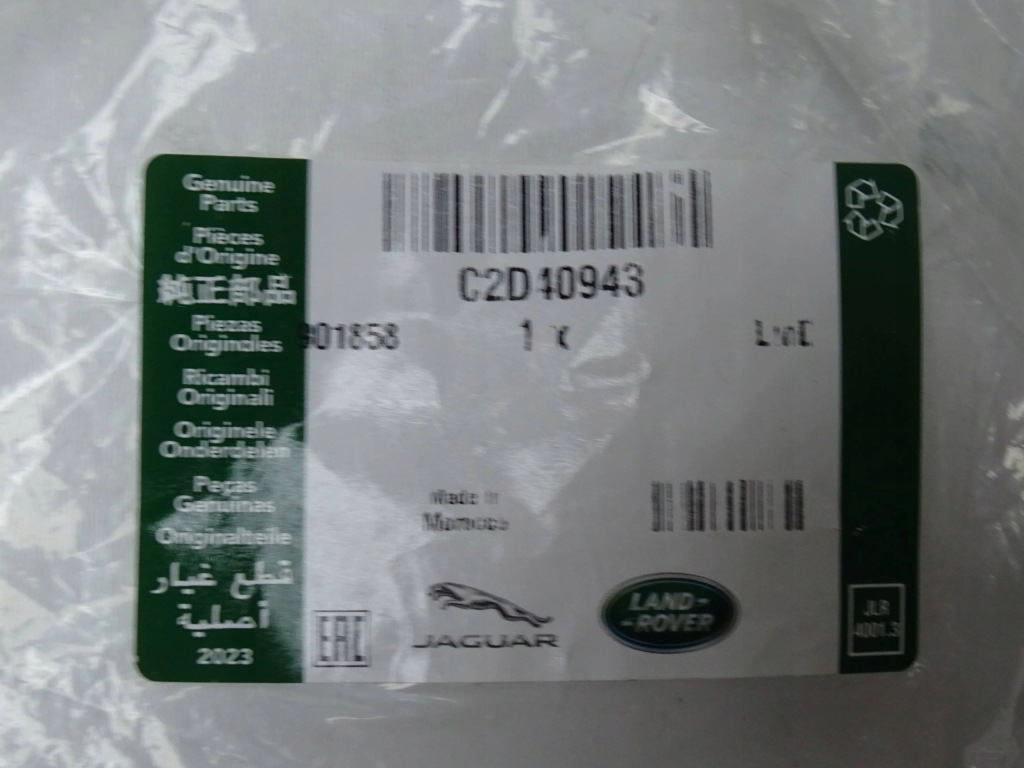 Genuine
Parts
Pièces
d'Origine
純正部品
Piezas
Originales
Ricambi
Originali
Originele
Onderdelen
Peças
Genuínas
Originalteile
قطع غيار
أصلية
2023
C2D40943
901858
1 x
Made in
Morocco
EAC
JAGUAR
LAND-
-ROVER
JLR
4001.3